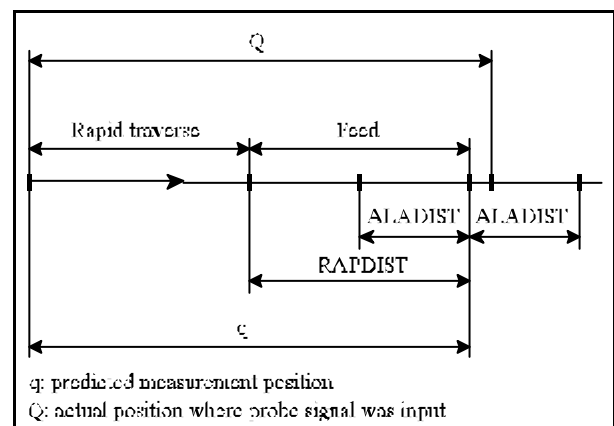 Q
Rapid traverse Feed
ALADIST ALADIST
RAPDIST
q
q: predicted measurement position
Q: actual position where probe signal was input